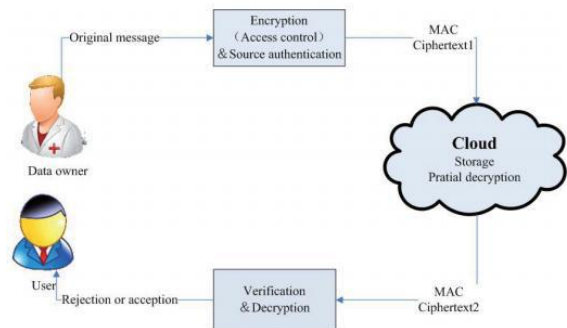 Encryption
(Access control)
& Source authentication
Original message
MAC
Ciphertext1
Data owner
Cloud
Storage
Pratial decryption
User
Rejection or acception
Verification
& Decryption
MAC
Ciphertext2